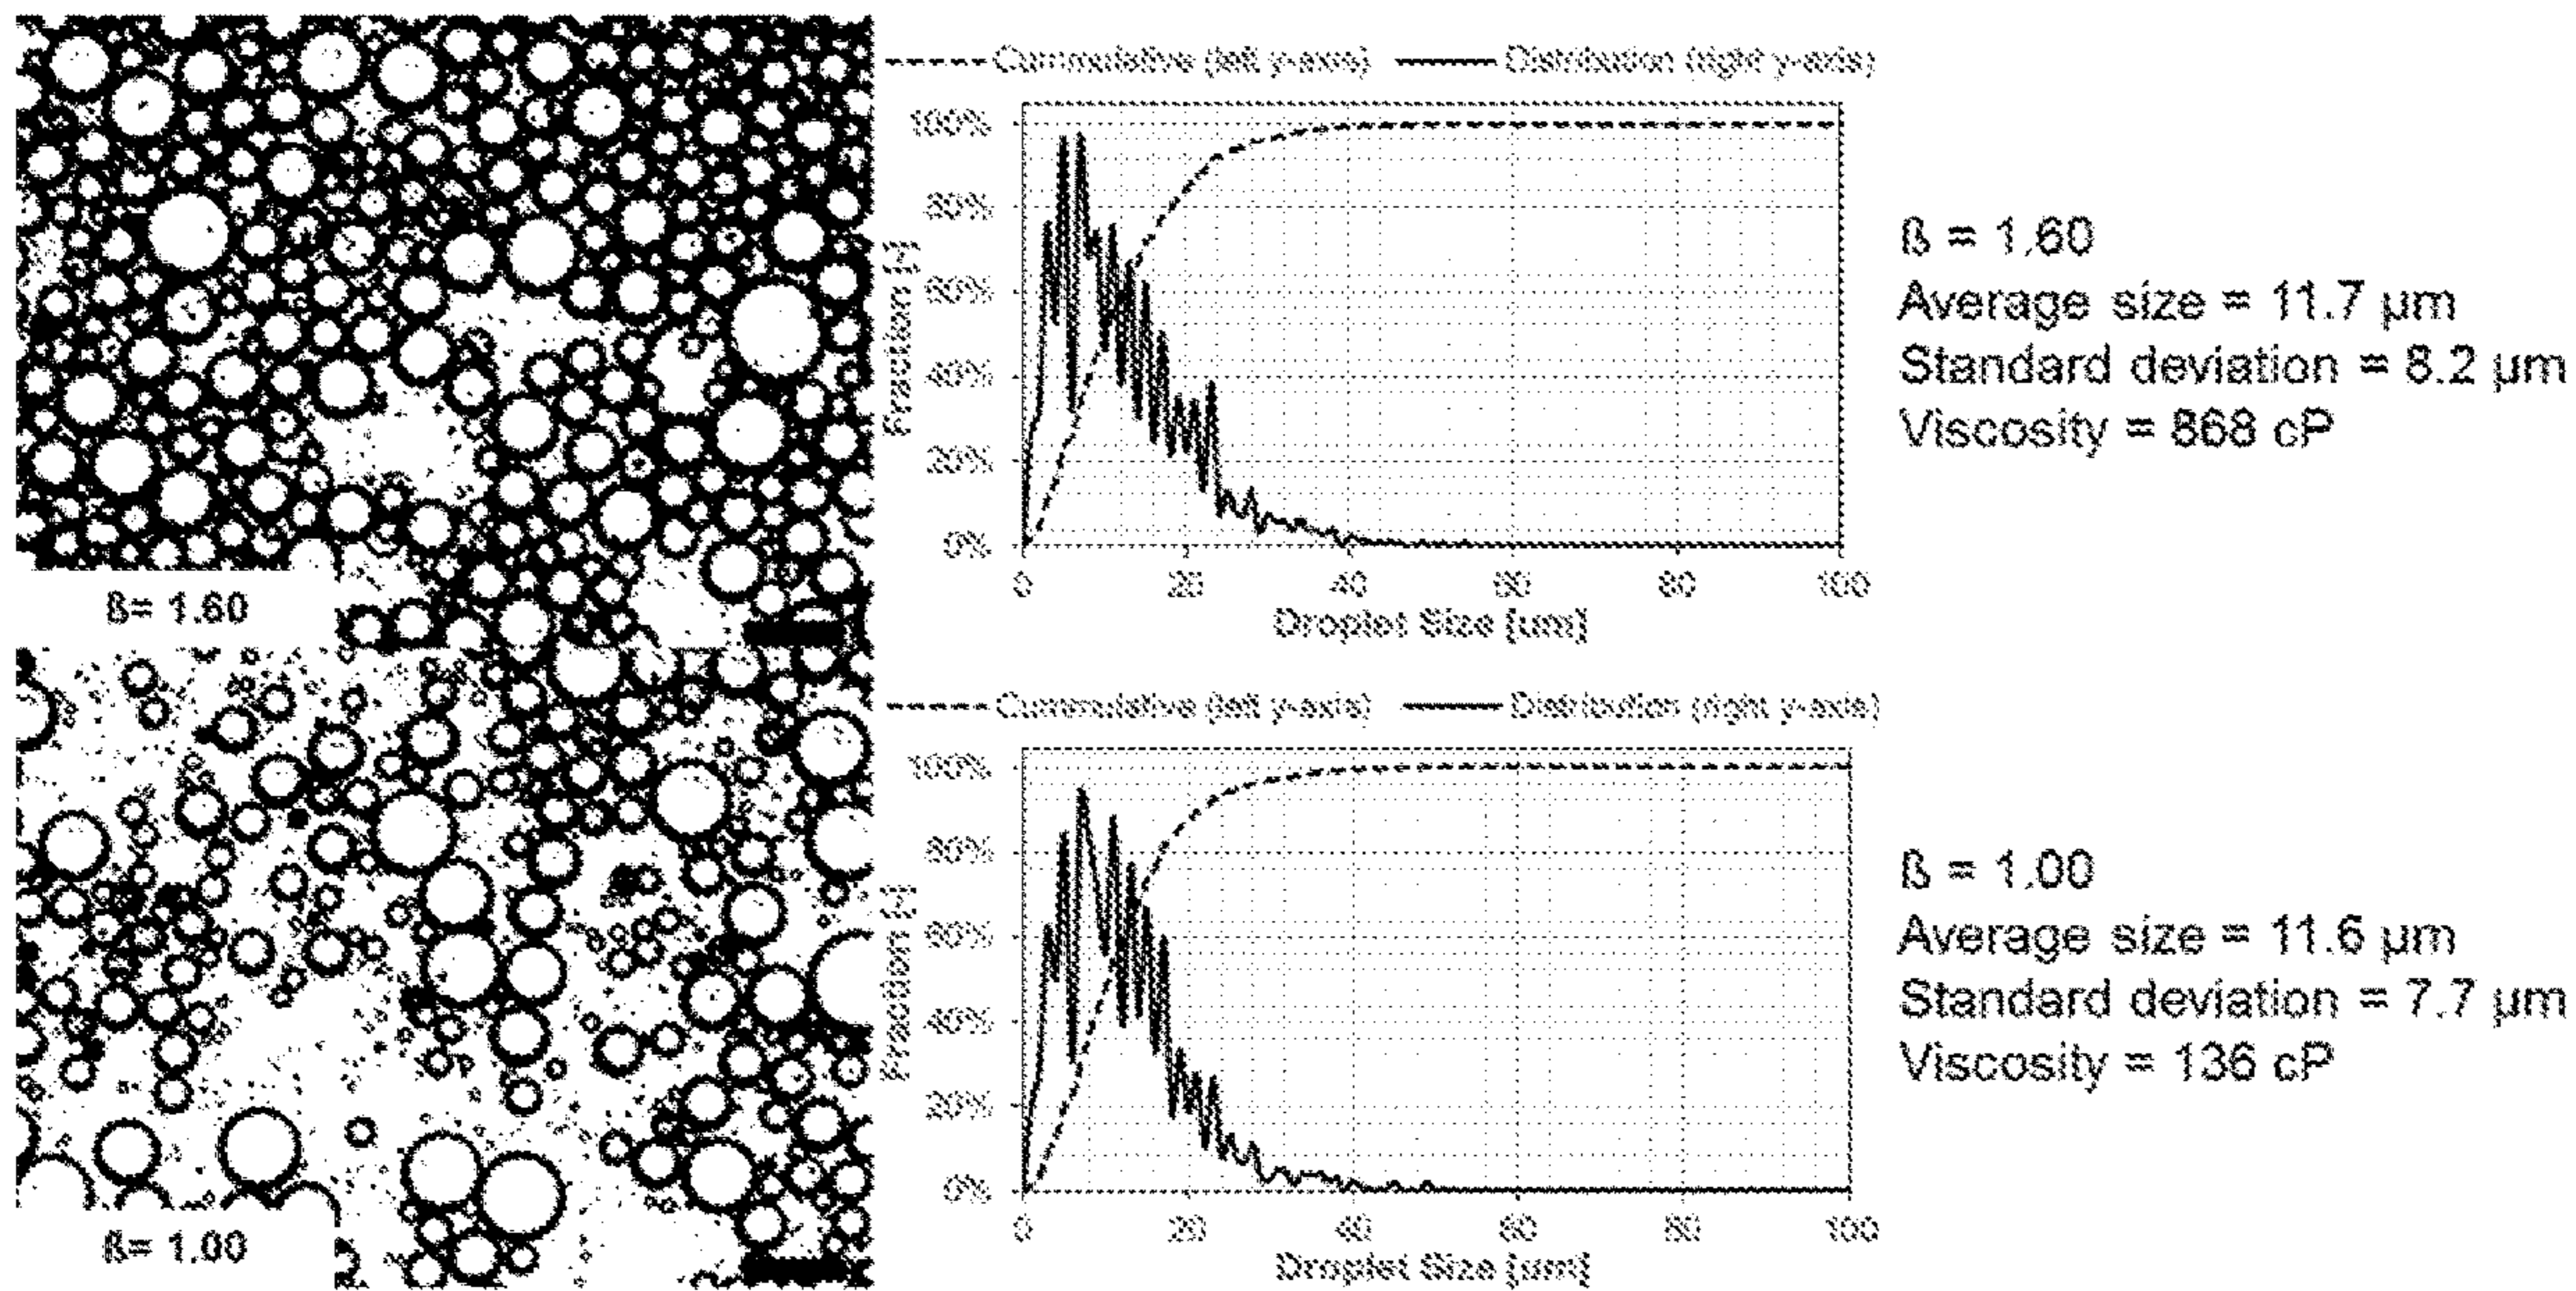 ß= 1.60
Cummulative (left y-axis) Distribution (right y-axis)
100%
80%
60%
40%
20%
0%
Fraction [-]
0 20 40 60 80 100
Droplet Size [um]
ß = 1.60
Average size = 11.7 µm
Standard deviation = 8.2 µm
Viscosity = 868 cP
ß= 1.00
Cummulative (left y-axis) Distribution (right y-axis)
100%
80%
60%
40%
20%
0%
Fraction [-]
0 20 40 60 80 100
Droplet Size [µm]
ß = 1.00
Average size = 11.6 µm
Standard deviation = 7.7 µm
Viscosity = 136 cP